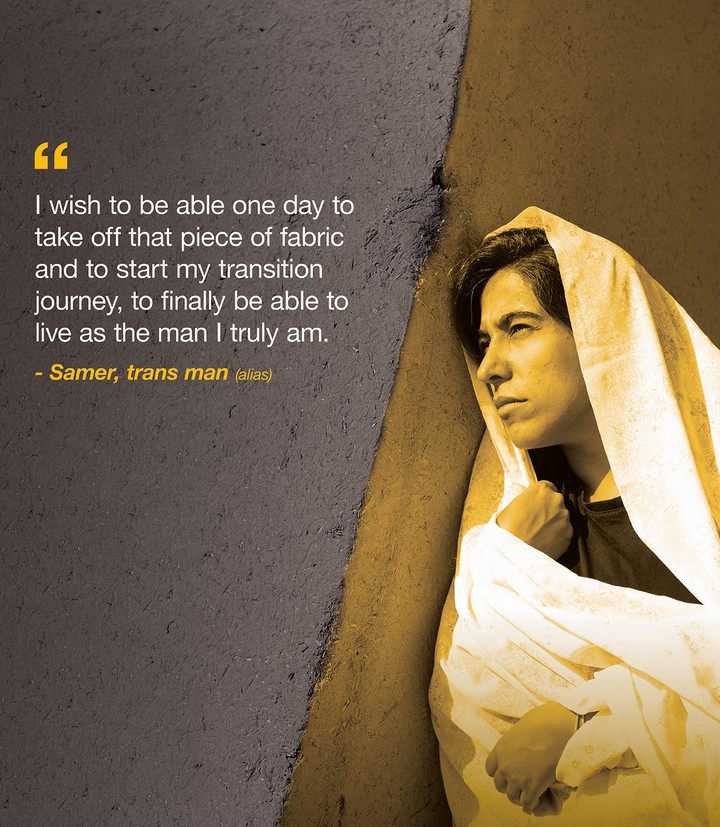 “
I wish to be able one day to
take off that piece of fabric
and to start my transition
journey, to finally be able to
live as the man I truly am.
- Samer, trans man (alias)